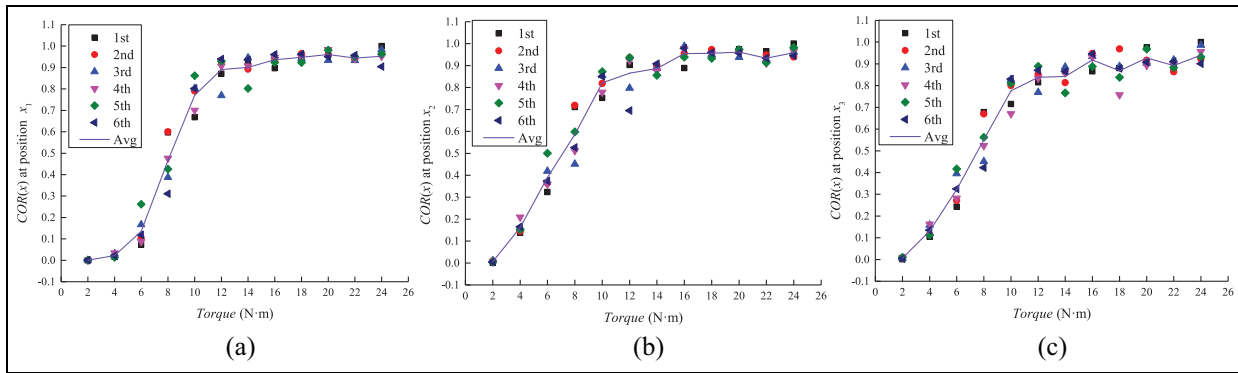 COR(x) at position x₁
1.1
1.0
0.9
0.8
0.7
0.6
0.5
0.4
0.3
0.2
0.1
0.0
-0.1
1st
2nd
3rd
4th
5th
6th
Avg
0 2 4 6 8 10 12 14 16 18 20 22 24 26
Torque (N·m)
(a)
COR(x) at position x₂
1.1
1.0
0.9
0.8
0.7
0.6
0.5
0.4
0.3
0.2
0.1
0.0
-0.1
1st
2nd
3rd
4th
5th
6th
Avg
0 2 4 6 8 10 12 14 16 18 20 22 24 26
Torque (N·m)
(b)
COR(x) at position x₃
1.1
1.0
0.9
0.8
0.7
0.6
0.5
0.4
0.3
0.2
0.1
0.0
-0.1
1st
2nd
3rd
4th
5th
6th
Avg
0 2 4 6 8 10 12 14 16 18 20 22 24 26
Torque (N·m)
(c)